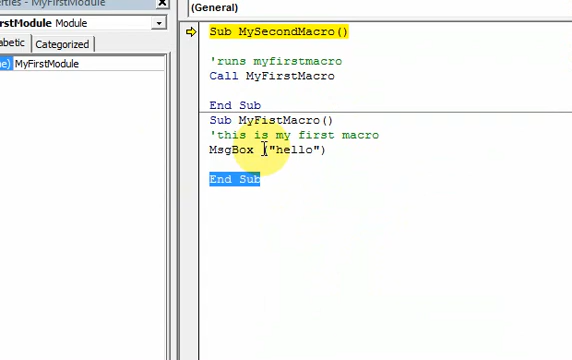 erties - MyFirstModule
rstModule Module
abetic Categorized
e) MyFirstModule
(General)
Sub MySecondMacro()
'runs myfirstmacro
Call MyFirstMacro
End Sub
Sub MyFistMacro()
'this is my first macro
MsgBox ("hello")
End Sub